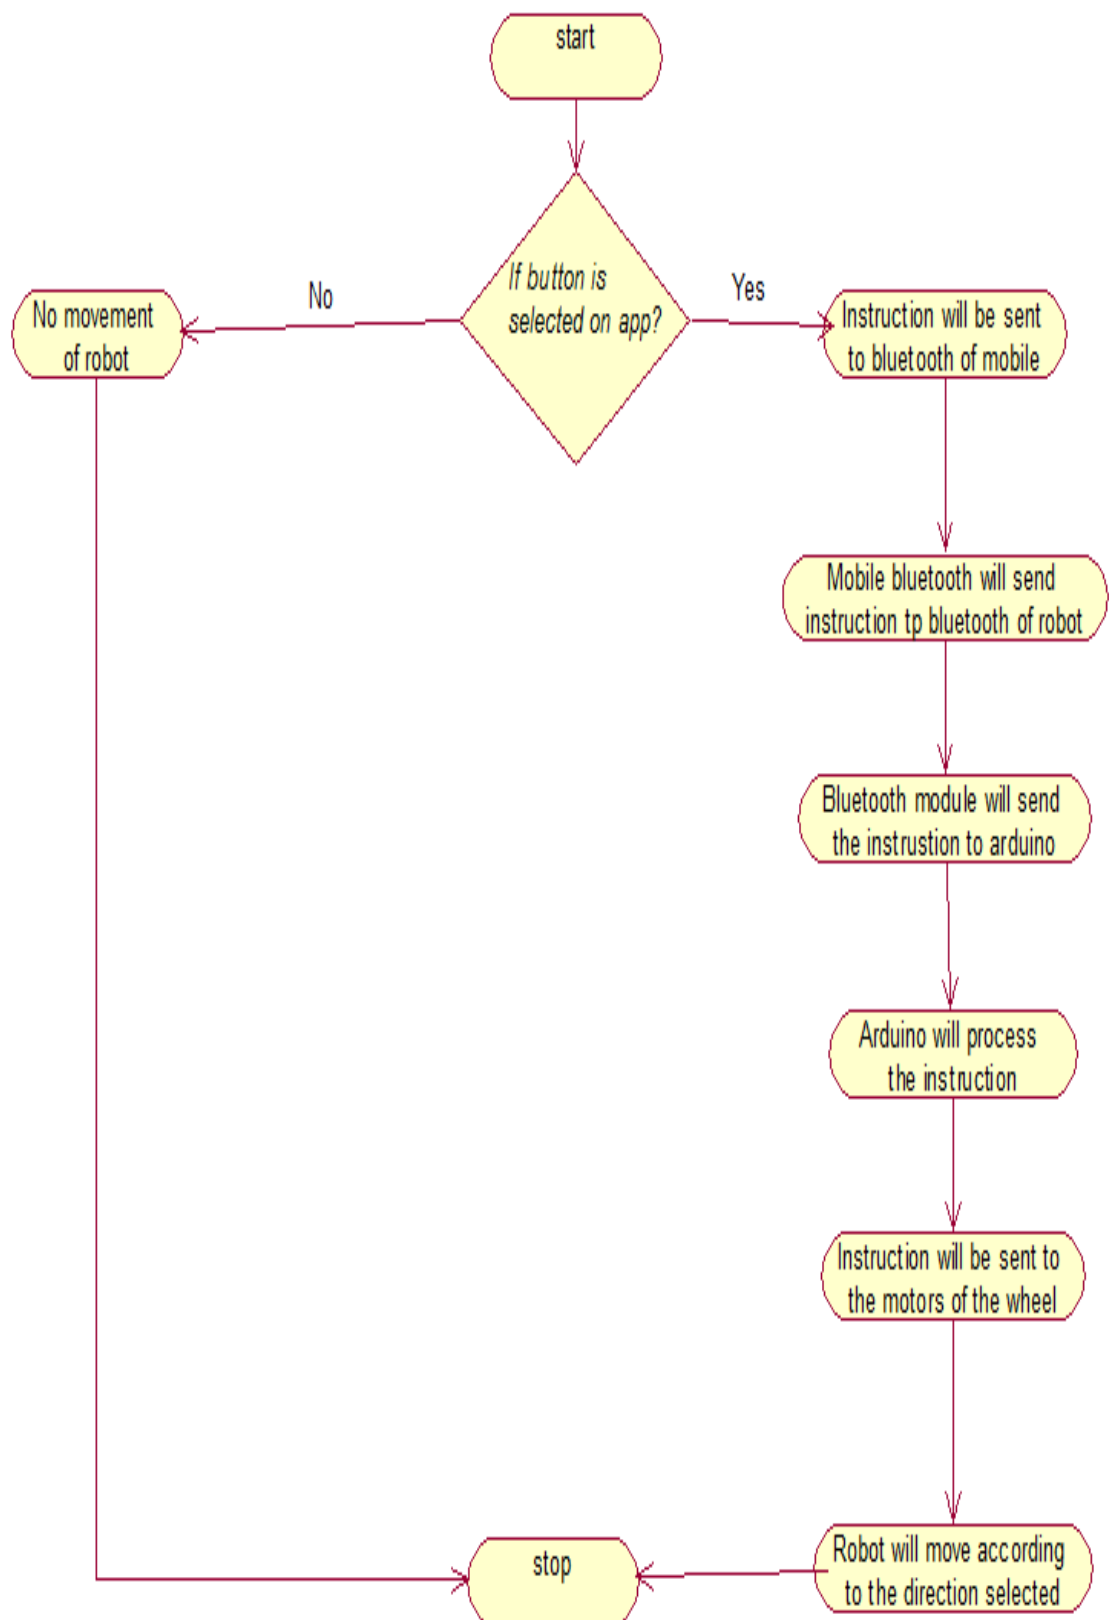 start
If button is
selected on app?
No
Yes
No movement
of robot
Instruction will be sent
to bluetooth of mobile
Mobile bluetooth will send
instruction tp bluetooth of robot
Bluetooth module will send
the instrustion to arduino
Arduino will process
the instruction
Instruction will be sent to
the motors of the wheel
Robot will move according
to the direction selected
stop